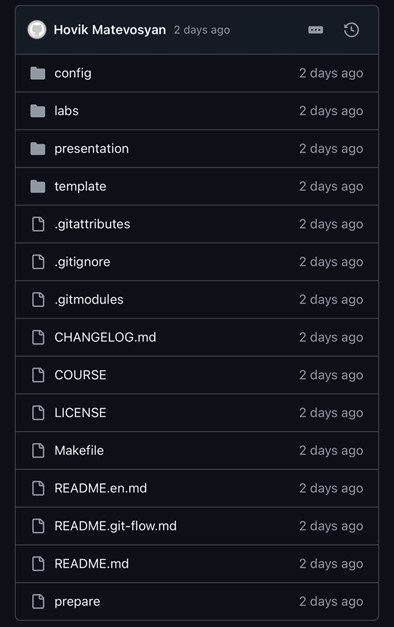 Hovik Matevosyan 2 days ago
config 2 days ago
labs 2 days ago
presentation 2 days ago
template 2 days ago
.gitattributes 2 days ago
.gitignore 2 days ago
.gitmodules 2 days ago
CHANGELOG.md 2 days ago
COURSE 2 days ago
LICENSE 2 days ago
Makefile 2 days ago
README.en.md 2 days ago
README.git-flow.md 2 days ago
README.md 2 days ago
prepare 2 days ago